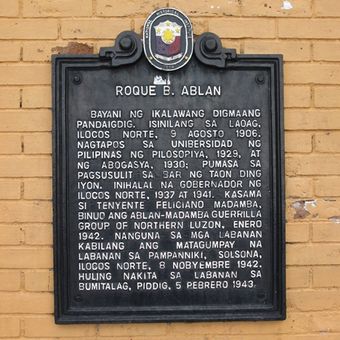 ROQUE B. ABLAN
BAYANI NG IKALAWANG DIGMAANG
PANDAIGDIG. ISINILANG SA LAOAG,
ILOCOS NORTE, 9 AGOSTO 1906.
NAGTAPOS SA UNIBERSIDAD NG
PILIPINAS NG PILOSOPIYA, 1929, AT
NG ABOGASYA, 1930; PUMASA SA
PAGSUSULIT SA BAR NG TAON DING
IYON. INIHALAL NA GOBERNADOR NG
ILOCOS NORTE, 1937 AT 1941. KASAMA
SI TENYENTE FELICIANO MADAMBA,
BINUO ANG ABLAN-MADAMBA GUERRILLA
GROUP OF NORTHERN LUZON, ENERO
1942. NANGUNA SA MGA LABANAN
KABILANG ANG MATAGUMPAY NA
LABANAN SA PAMPANNIKI, SOLSONA,
ILOCOS NORTE, 8 NOBYEMBRE 1942.
HULING NAKITA SA LABANAN SA
BUMITALAG, PIDDIG, 5 PEBRERO 1943.